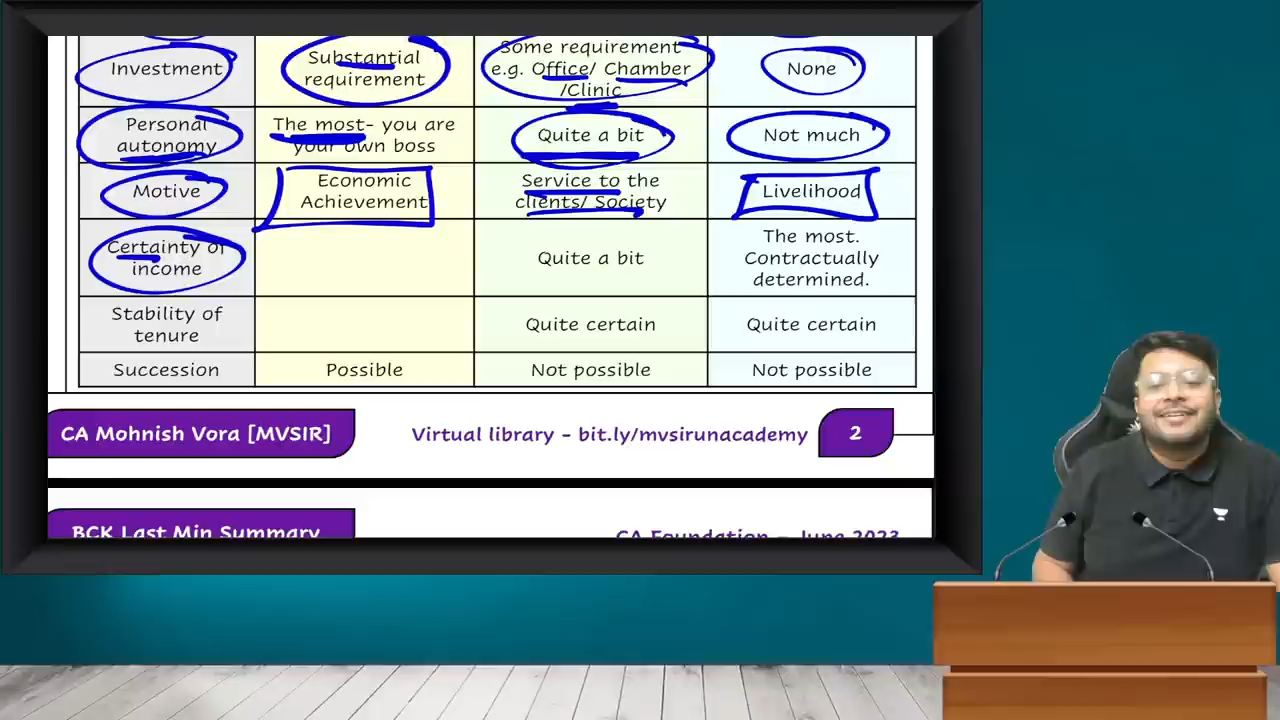 Some requirement
Investment
Substantial
requirement
e.g. Office/ Chamber
/Clinic
None
Personal
autonomy
The most- you are
your own boss
Quite a bit
Not much
Motive
Economic
Achievement
Service to the
clients/ Society
Livelihood
Certainty of
income
Quite a bit
The most.
Contractually
determined.
Stability of
tenure
Quite certain
Quite certain
Succession
Possible
Not possible
Not possible
CA Mohnish Vora [MVSIR]
Virtual library - bit.ly/mvsirunacademy
2
BCK Last Min Summary
CA Foundation - June 2023